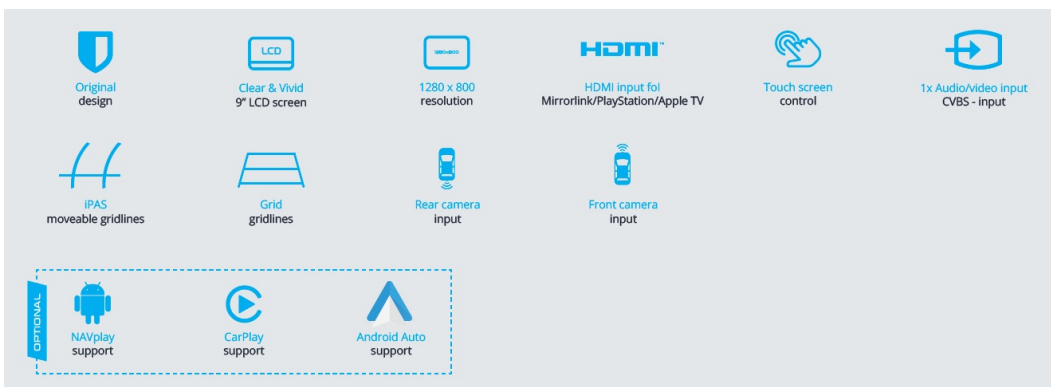 LCD
1280x800
HDMI™
Original
design
Clear & Vivid
9" LCD screen
1280 x 800
resolution
HDMI input fol
Mirrorlink/PlayStation/Apple TV
Touch screen
control
1x Audio/video input
CVBS - input
iPAS
moveable gridlines
Grid
gridlines
Rear camera
input
Front camera
input
OPTIONAL
NAVplay
support
CarPlay
support
Android Auto
support